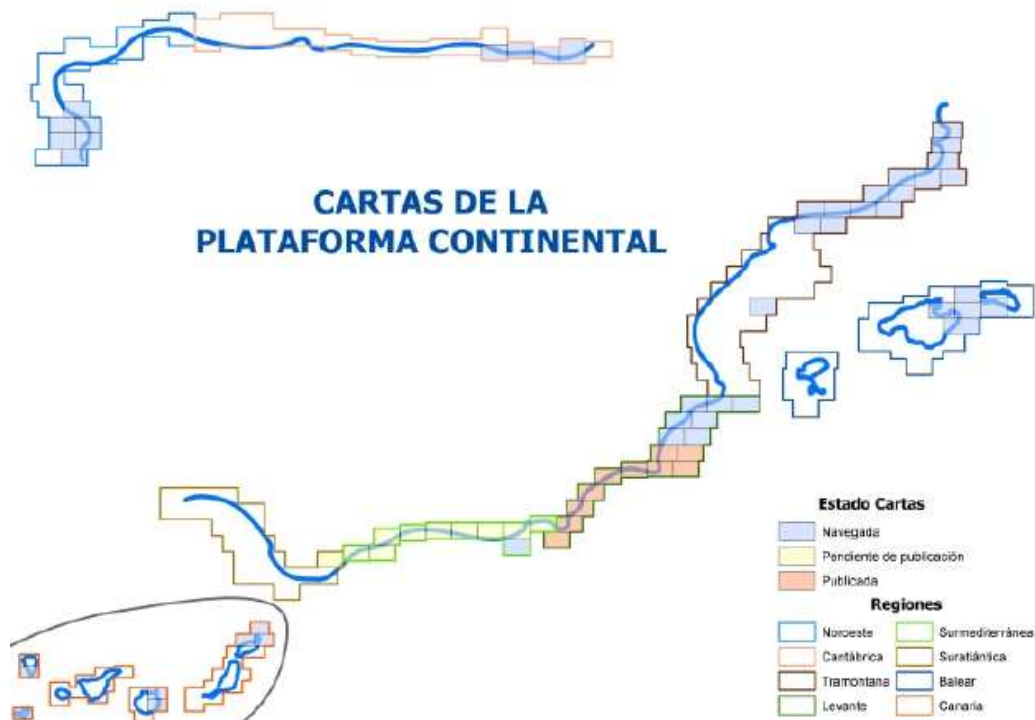 CARTAS DE LA
PLATAFORMA CONTINENTAL
Estado Cartas
Navegada
Pendiente de publicación
Publicada
Regiones
Noroeste
Surmediterránea
Cantábrica
Suratlántica
Tramontana
Balear
Levante
Canaria